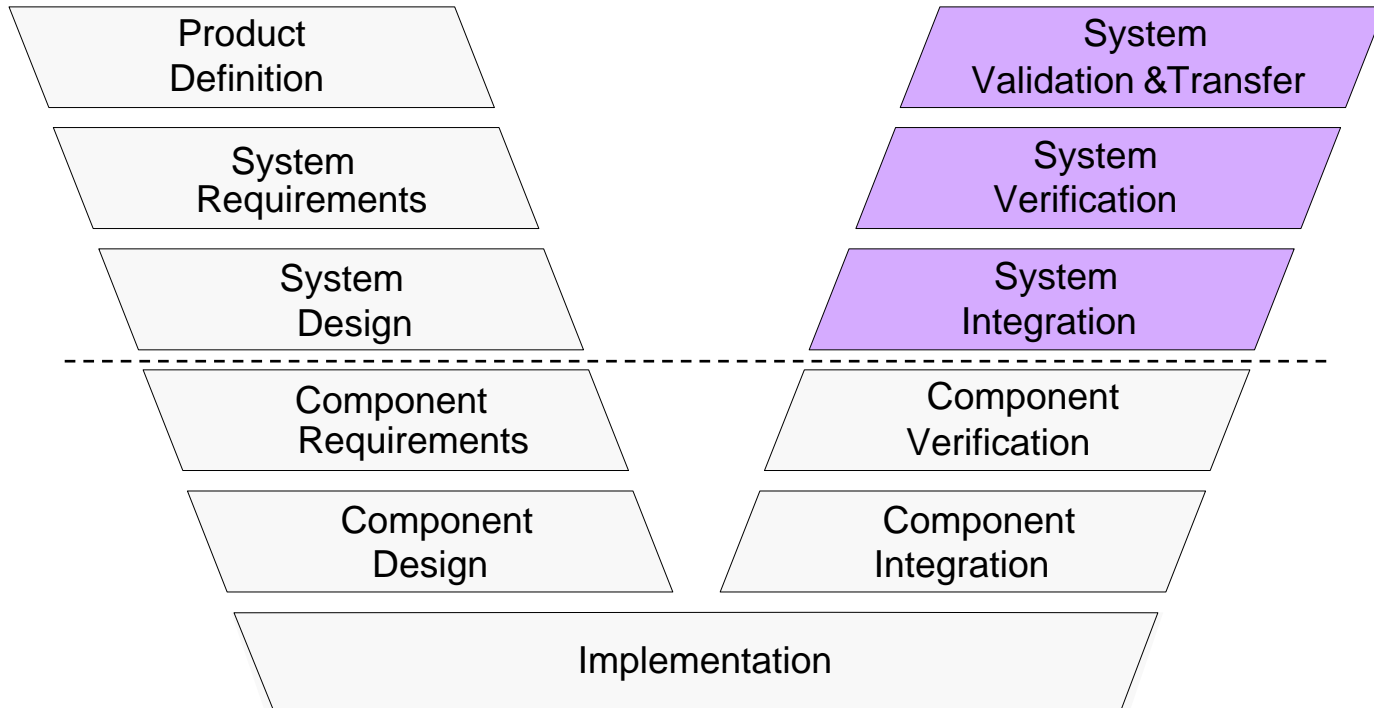 Product
Definition
System
Requirements
System
Design
Component
Requirements
Component
Design
Implementation
System
Validation &Transfer
System
Verification
System
Integration
Component
Verification
Component
Integration